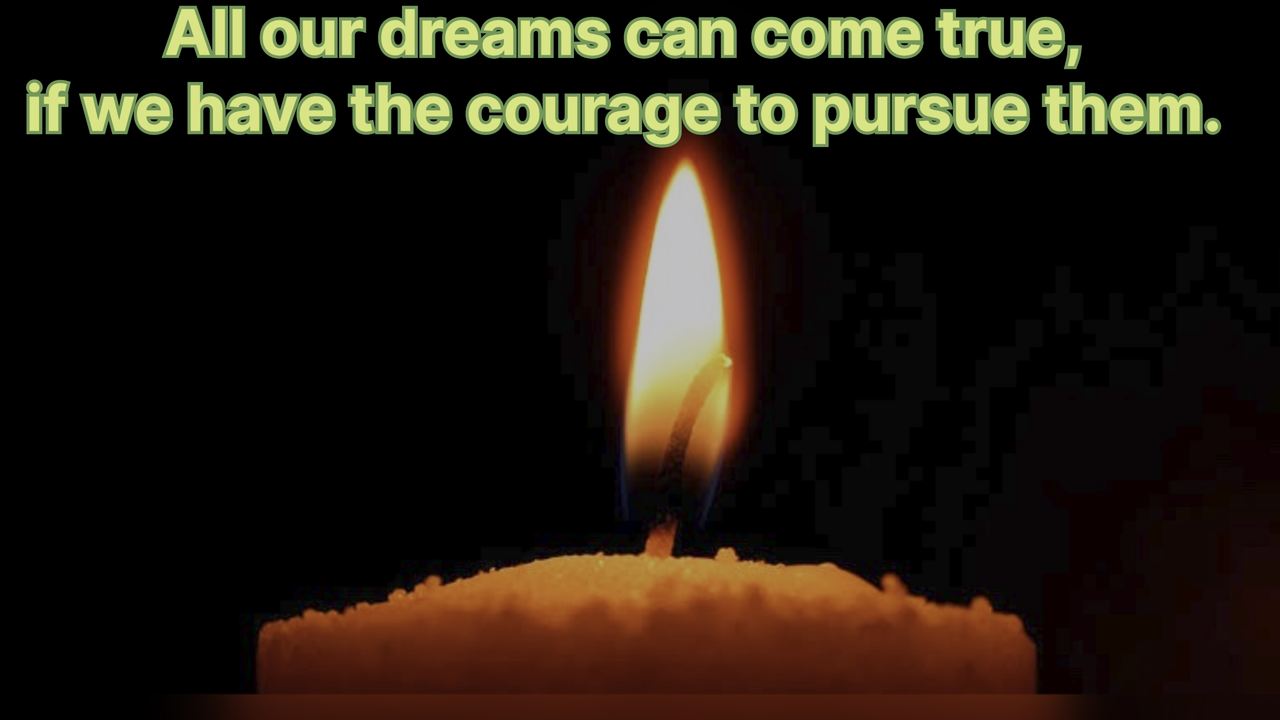 All our dreams can come true,
if we have the courage to pursue them.